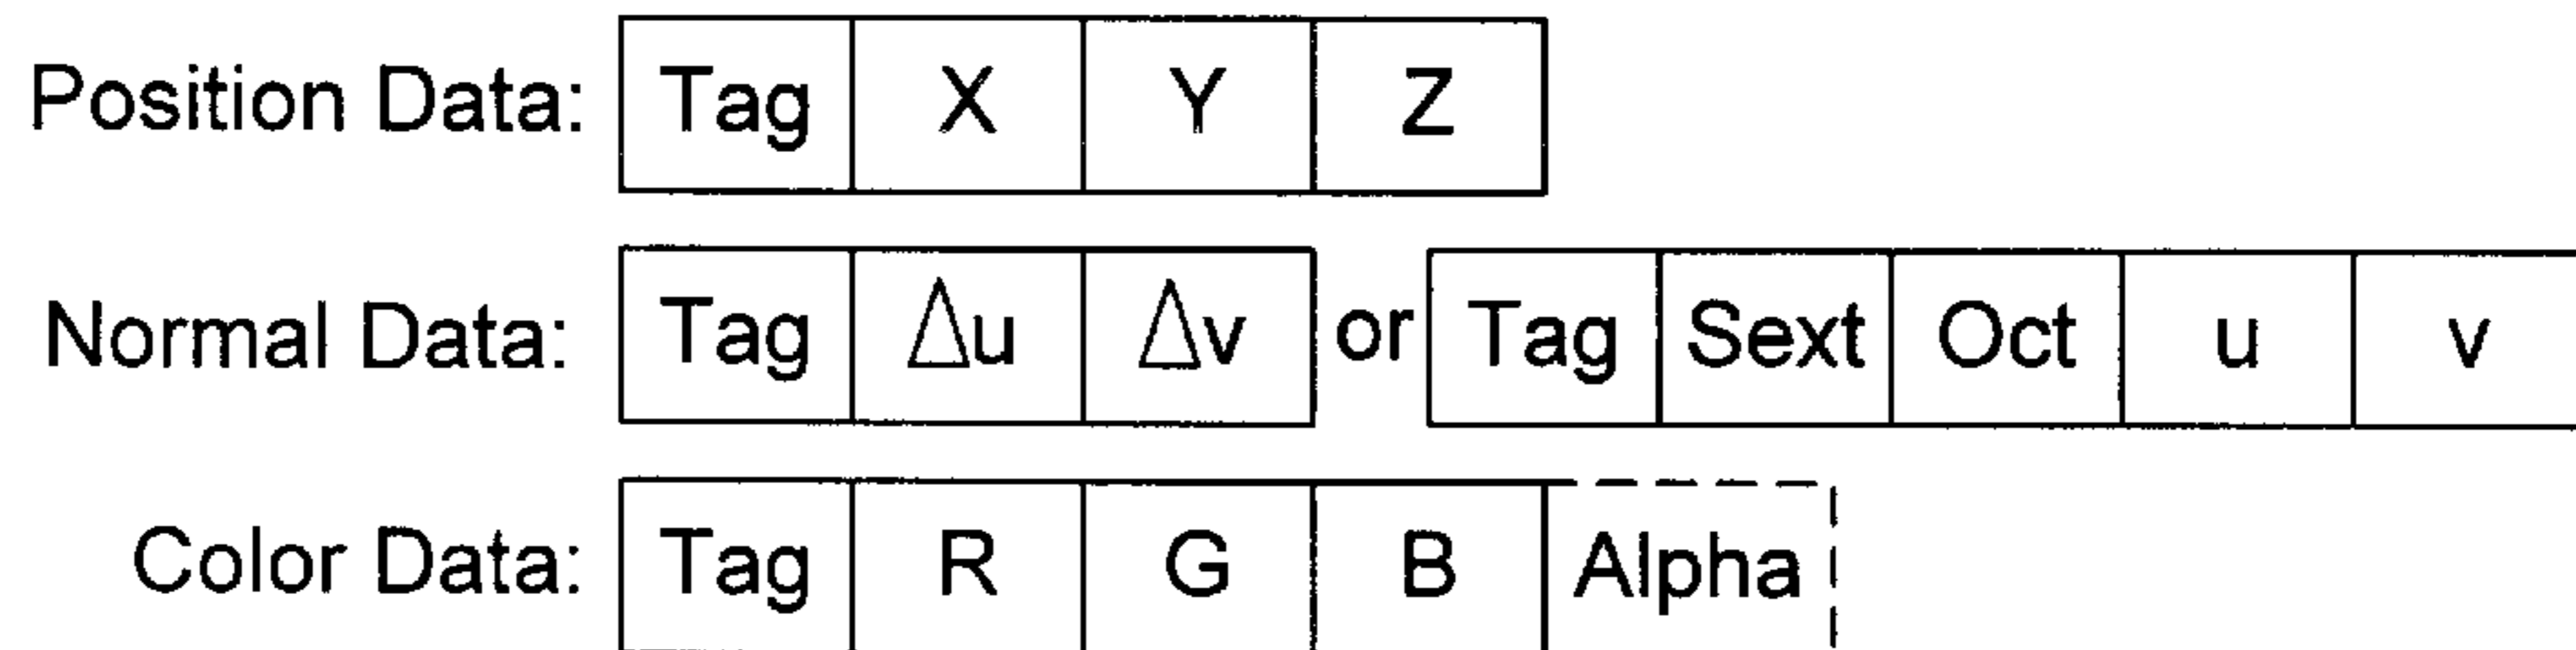 Position Data: Tag X Y Z
Normal Data: Tag Δu Δv or Tag Sext Oct u v
Color Data: Tag R G B Alpha